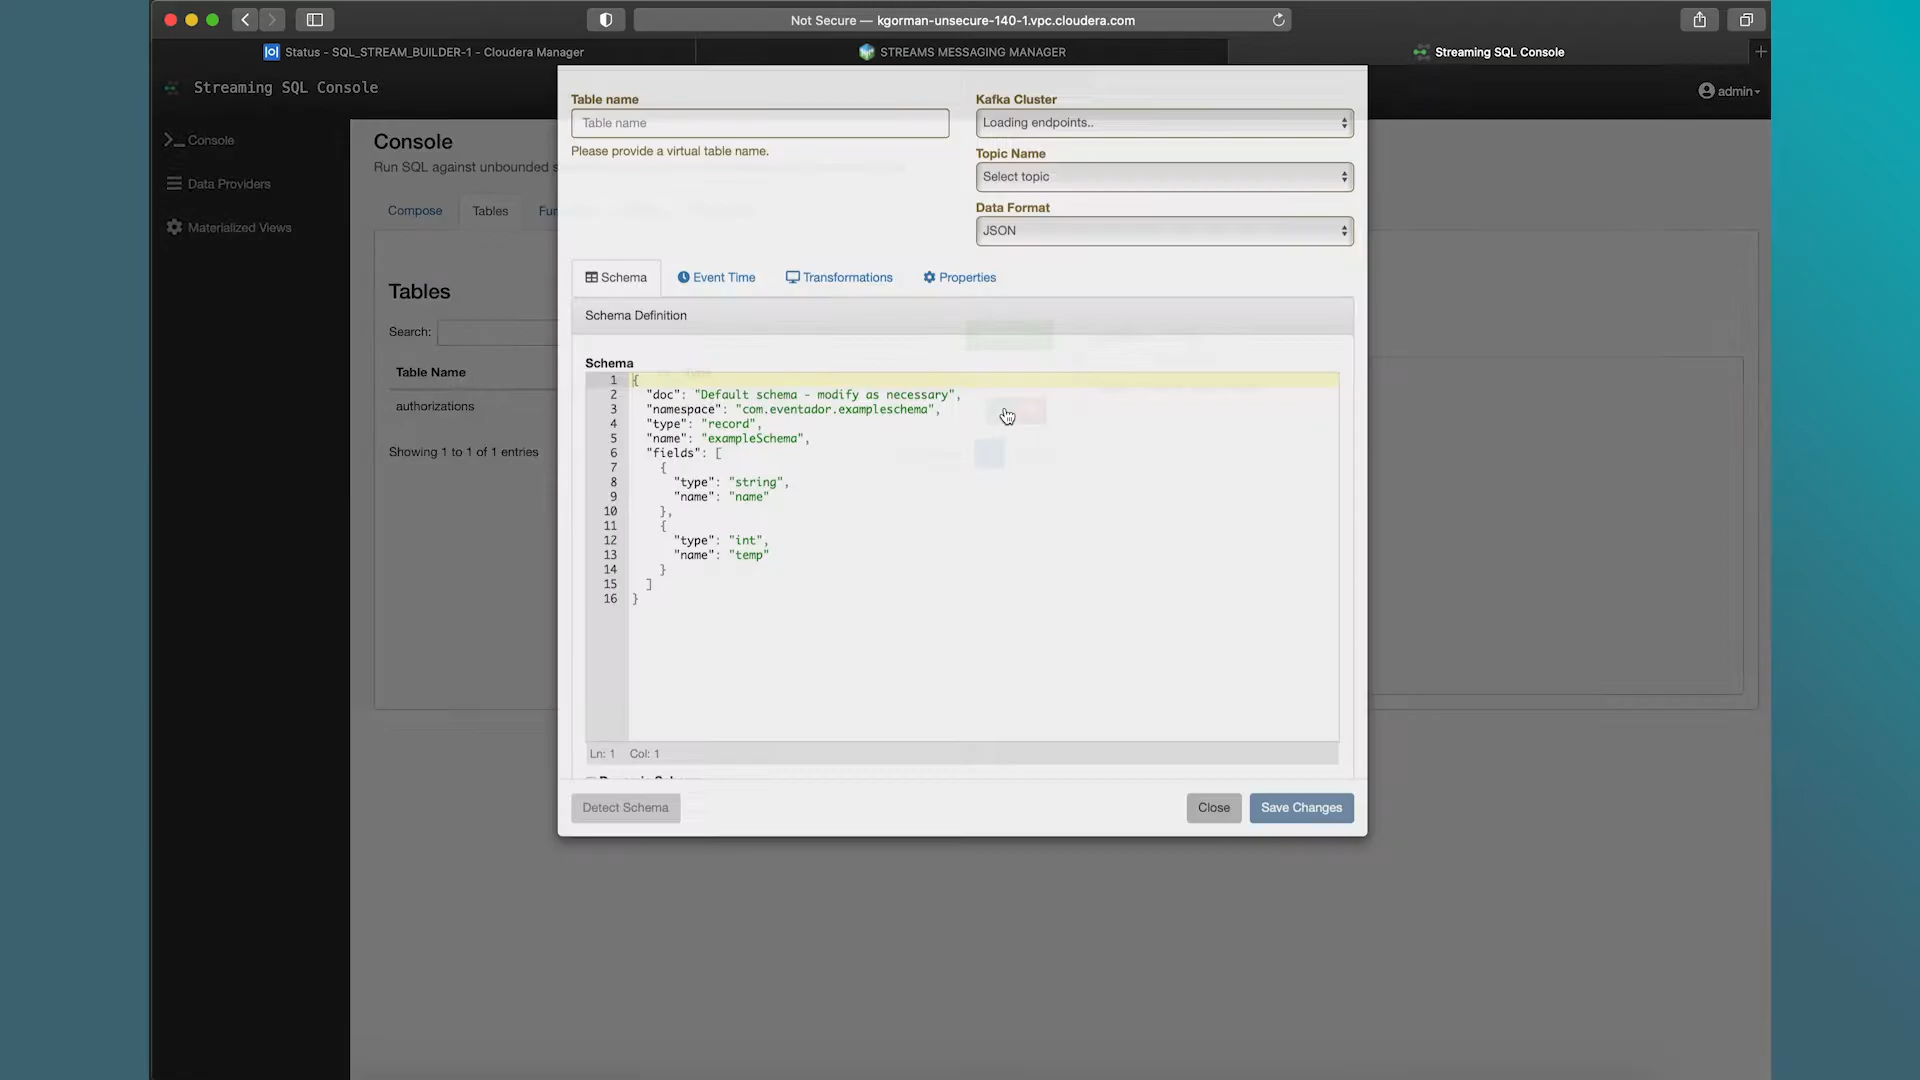 Not Secure — kgorman-unsecure-140-1.vpc.cloudera.com
Status - SQL_STREAM_BUILDER-1 - Cloudera Manager
STREAMS MESSAGING MANAGER
Streaming SQL Console
Streaming SQL Console
admin
Console
Data Providers
Materialized Views
Console
Run SQL against unbounded
Compose
Tables
Tables
Search:
Table Name
authorizations
Showing 1 to 1 of 1 entries
Table name
Table name
Please provide a virtual table name.
Kafka Cluster
Loading endpoints..
Topic Name
Select topic
Data Format
JSON
Schema
Event Time
Transformations
Properties
Schema Definition
Schema
1 {
2 "doc": "Default schema - modify as necessary",
3 "namespace": "com.eventador.exampleschema",
4 "type": "record",
5 "name": "exampleSchema",
6 "fields": [
7 {
8 "type": "string",
9 "name": "name"
10 },
11 {
12 "type": "int",
13 "name": "temp"
14 }
15 ]
16 }
Ln: 1 Col: 1
Detect Schema
Close
Save Changes